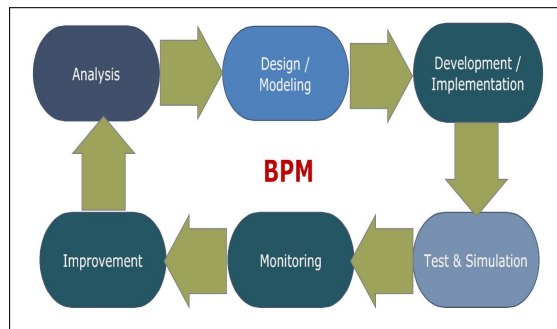 Analysis
Design /
Modeling
Development /
Implementation
BPM
Improvement
Monitoring
Test & Simulation